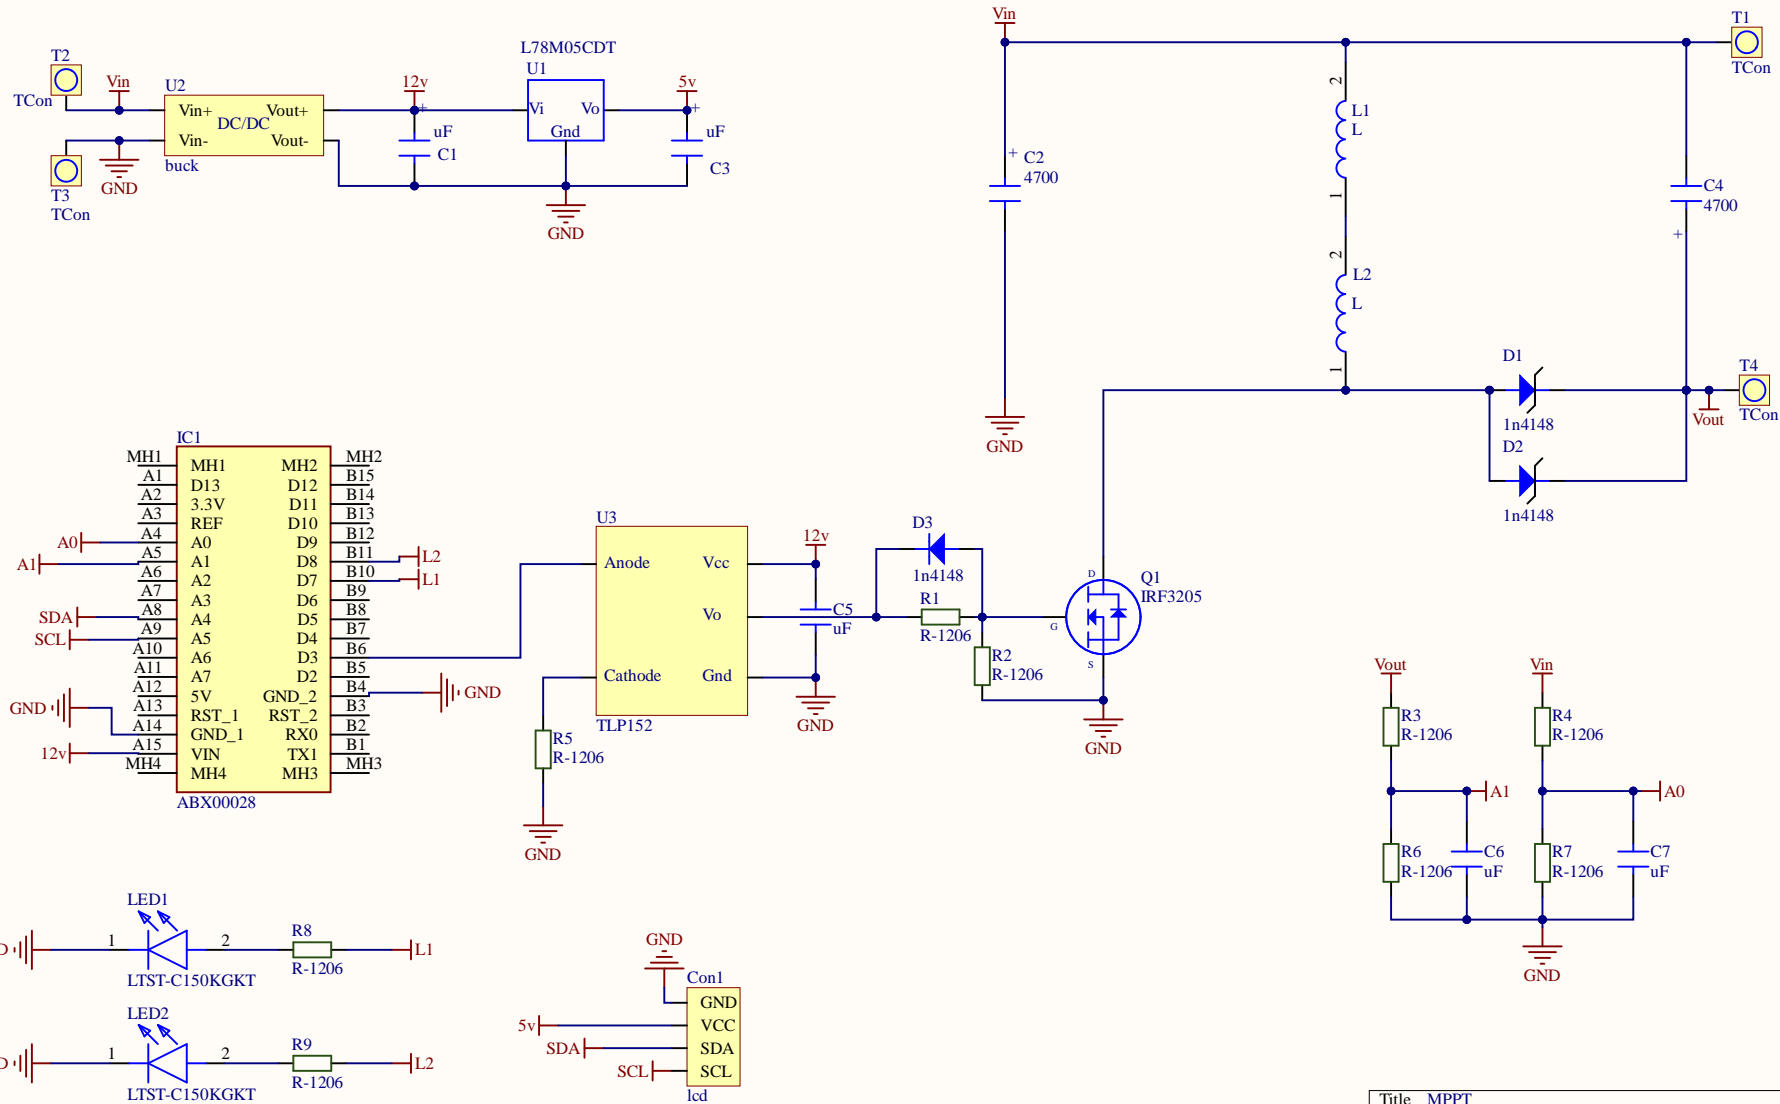 T2
TCon
Vin
U2
Vin+
Vout+
DC/DC
Vin-
Vout-
buck
GND
T3
TCon
12v
+
uF
C1
L78M05CDT
U1
Vi
Vo
Gnd
5v
+
uF
C3
GND
Vin
+
C2
4700
GND
2
L1
L
1
2
L2
L
1
T1
TCon
C4
4700
+
D1
1n4148
D2
1n4148
T4
TCon
Vout
IC1
MH1 MH1 MH2 MH2
A1 D13 D12 B15
A2 3.3V D11 B14
A3 REF D10 B13
A0 A4 A0 D9 B12
A1 A5 A1 D8 B11 L2
A6 A2 D7 B10 L1
A7 A3 D6 B9
SDA A8 A4 D5 B8
SCL A9 A5 D4 B7
A10 A6 D3 B6
A11 A7 D2 B5
A12 5V GND_2 B4 GND
GND A13 RST_1 RST_2 B3
A14 GND_1 RX0 B2
12v A15 VIN TX1 B1
MH4 MH4 MH3 MH3
ABX00028
U3
Anode
Vcc
Vo
Cathode
Gnd
TLP152
R5
R-1206
GND
12v
C5
uF
GND
D3
1n4148
R1
R-1206
R2
R-1206
D
G
S
Q1
IRF3205
GND
Vout
R3
R-1206
A1
R6
R-1206
C6
uF
Vin
R4
R-1206
A0
R7
R-1206
C7
uF
GND
LED1
D
1
2
LTST-C150KGKT
R8
R-1206
L1
LED2
D
1
2
LTST-C150KGKT
R9
R-1206
L2
GND
Con1
GND
5v VCC
SDA SDA
SCL SCL
lcd
Title MPPT